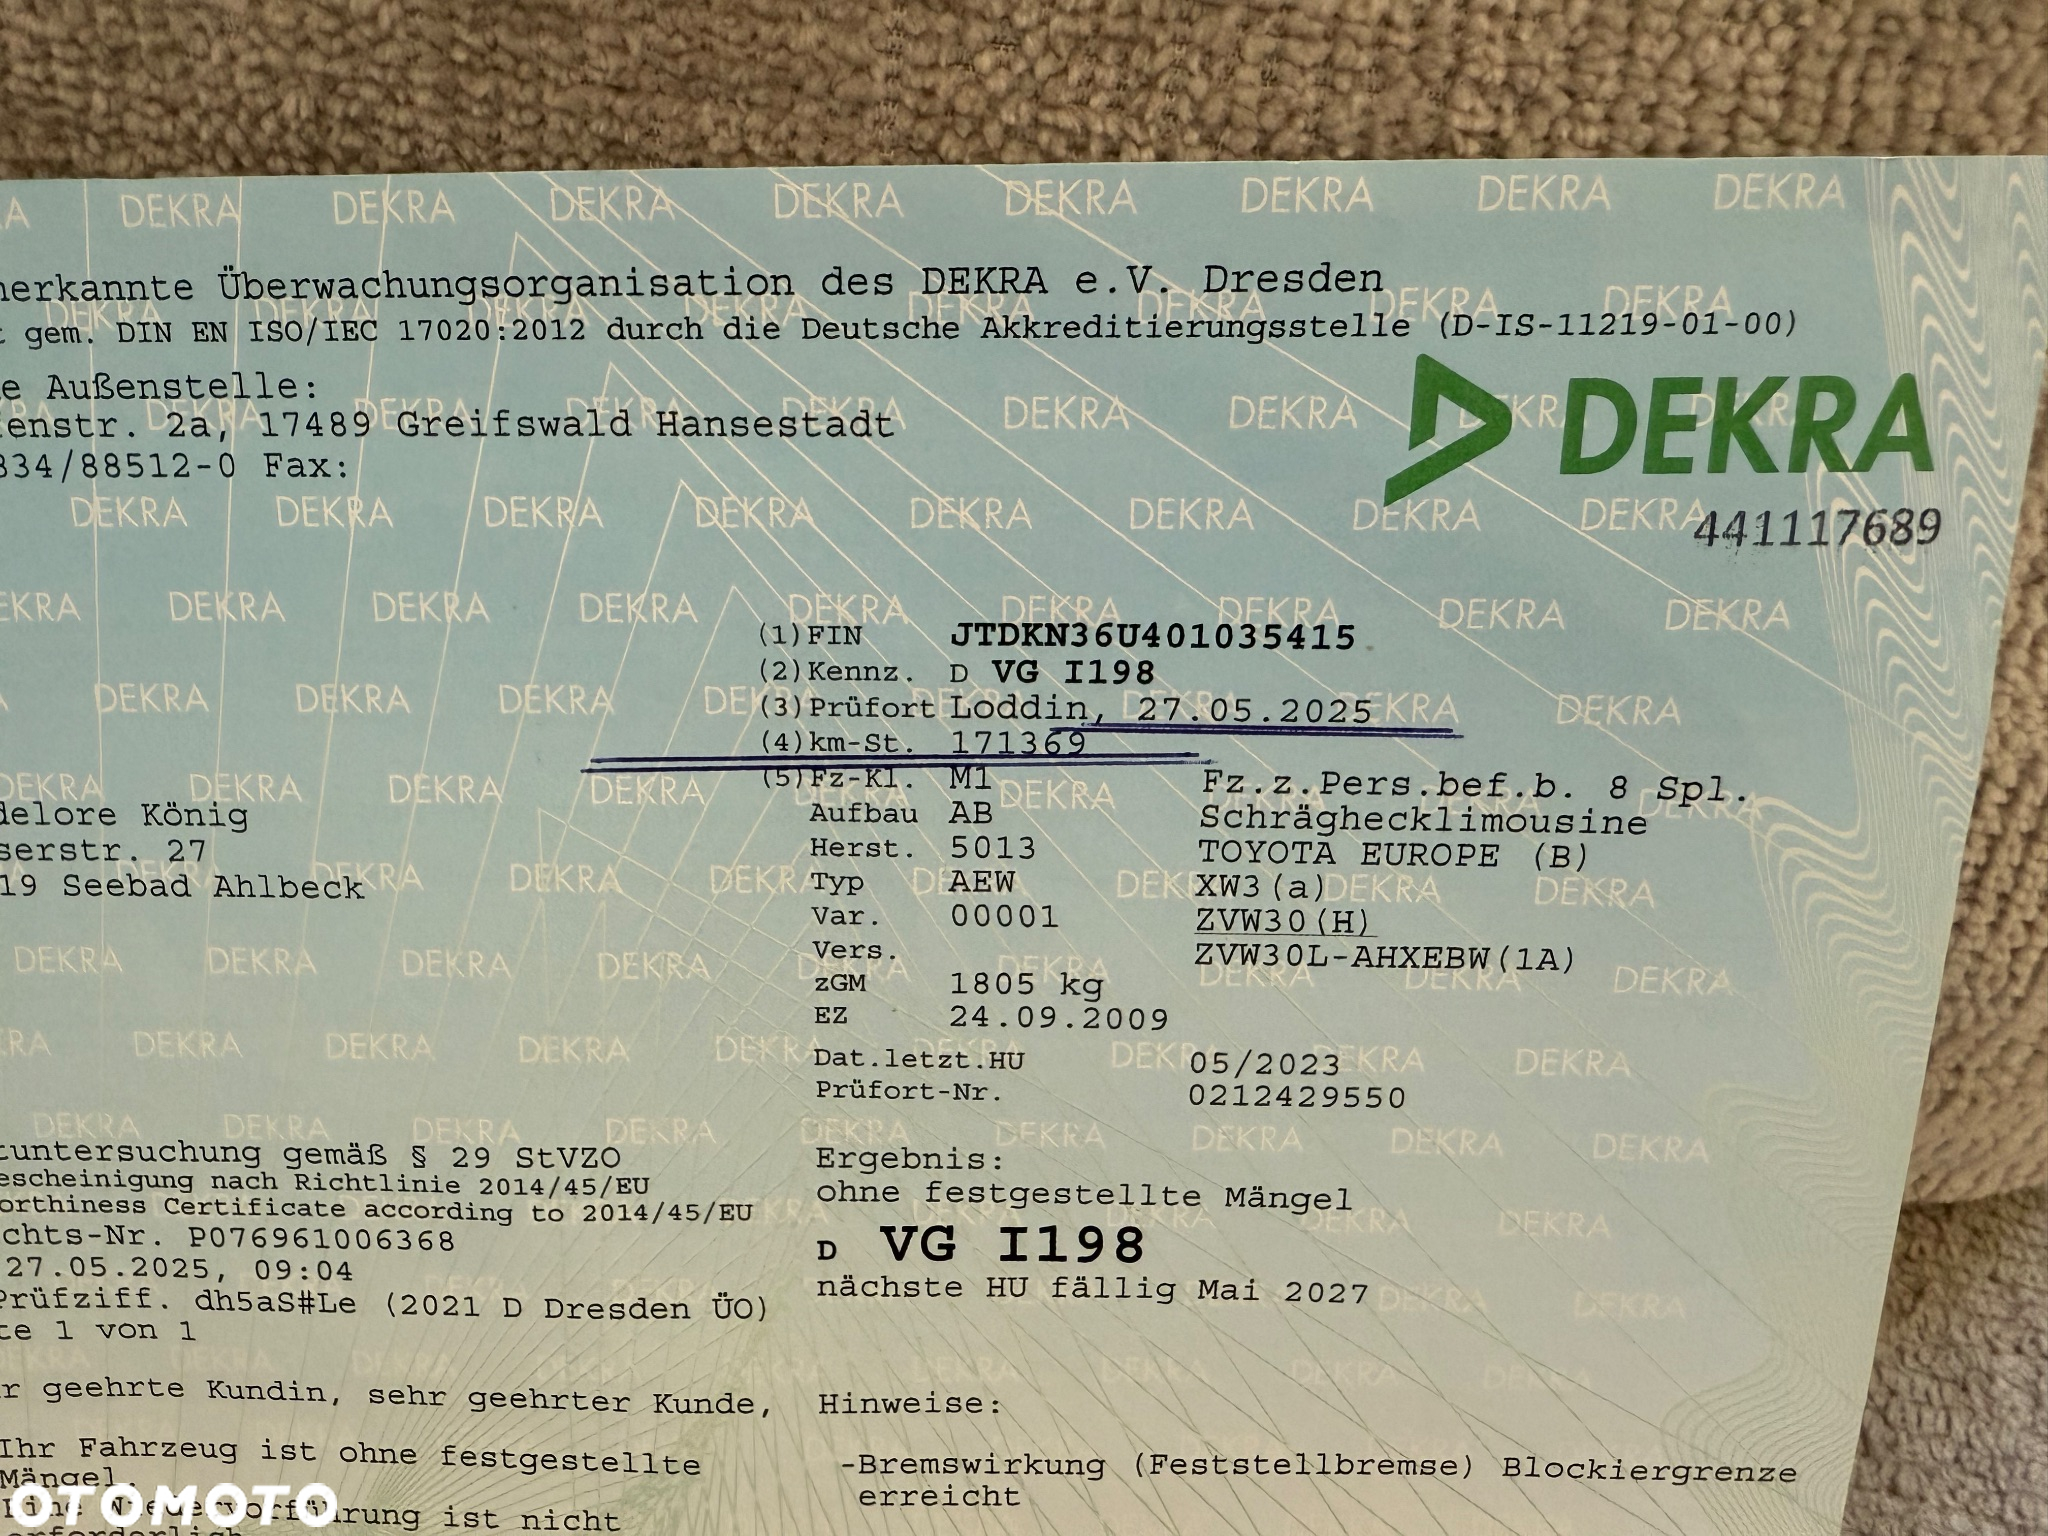 nerkannte Überwachungsorganisation des DEKRA e.V. Dresden
gem. DIN EN ISO/IEC 17020:2012 durch die Deutsche Akkreditierungsstelle (D-IS-11219-01-00)
e Außenstelle:
enstr. 2a, 17489 Greifswald Hansestadt
334/88512-0 Fax:
DEKRA
441117689
(1) FIN JTDKN36U401035415
(2) Kennz. D VG I198
(3) Prüfort Loddin, 27.05.2025
(4) km-St. 171369
(5) Fz-Kl. M1 Fz.z.Pers.bef.b. 8 Spl.
Aufbau AB Schräghecklimousine
Herst. 5013 TOYOTA EUROPE (B)
Typ AEW XW3(a)
Var. 00001 ZVW30(H)
Vers. ZVW30L-AHXEBW(1A)
zGM 1805 kg
EZ 24.09.2009
Dat.letzt.HU 05/2023
Prüfort-Nr. 0212429550
delore König
serstr. 27
19 Seebad Ahlbeck
tuntersuchung gemäß § 29 StVZO
escheinigung nach Richtlinie 2014/45/EU
orthiness Certificate according to 2014/45/EU
chts-Nr. P076961006368
27.05.2025, 09:04
Prüfziff. dh5aS#Le (2021 D Dresden ÜO)
te 1 von 1
Ergebnis:
ohne festgestellte Mängel
D VG I198
nächste HU fällig Mai 2027
r geehrte Kundin, sehr geehrter Kunde,
Ihr Fahrzeug ist ohne festgestellte
Mängel.
Eine Wiedervorführung ist nicht
erforderlich
Hinweise:
-Bremswirkung (Feststellbremse) Blockiergrenze
erreicht
OTOMOTO